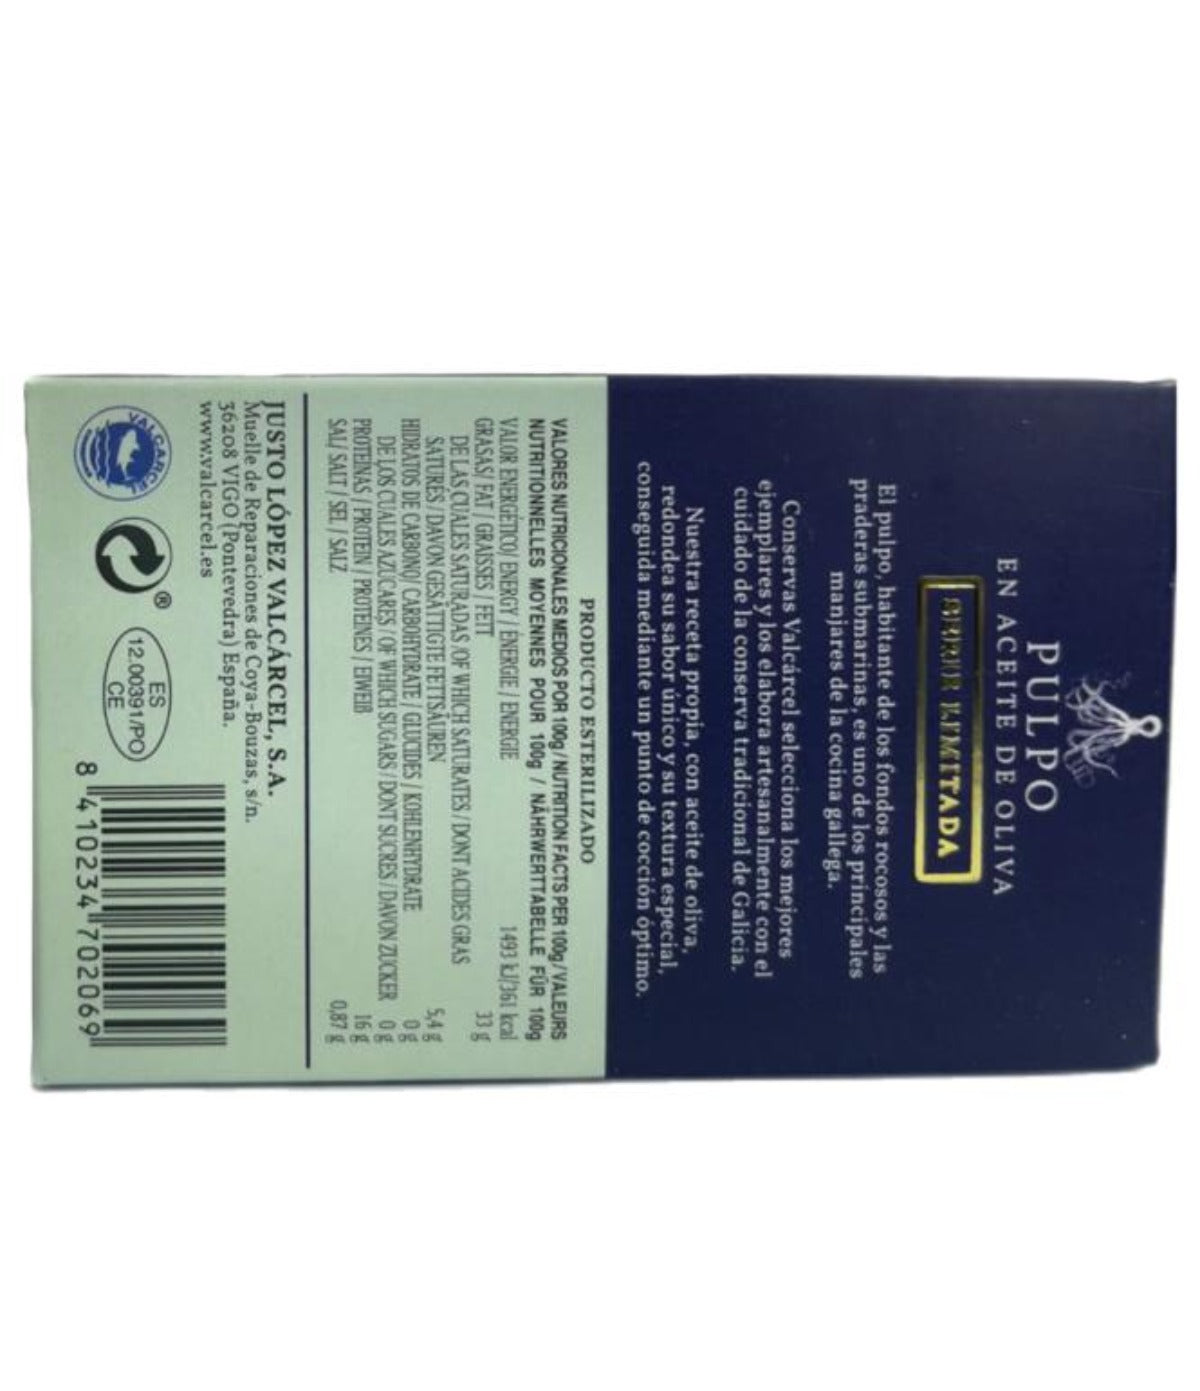 PULPO
EN ACEITE DE OLIVA
SERIE LIMITADA
El pulpo, habitante de los fondos rocosos y las
praderas submarinas, es uno de los principales
manjares de la cocina gallega.
Conservas Valcárcel selecciona los mejores
ejemplares y los elabora artesanalmente con el
cuidado de la conserva tradicional de Galicia.
Nuestra receta propia, con aceite de oliva,
redondea su sabor único y su textura especial,
conseguida mediante un punto de cocción óptimo.
PRODUCTO ESTERILIZADO
VALORES NUTRICIONALES MEDIOS POR 100g/NUTRITION FACTS PER 100g/VALEURS
NUTRITIONNELLES MOYENNES POUR 100g / NÄHRWERTTABELLE FÜR 100g
VALOR ENERGÉTICO/ ENERGY / ÉNERGIE / ENERGIE 1493 kJ/361 kcal
GRASAS/ FAT / GRAISSES / FETT 33 g
DE LAS CUALES SATURADAS /OF WHICH SATURATES / DONT ACIDES GRAS
SATURÉS / DAVON GESÄTTIGTE FETTSÄUREN 5,4 g
HIDRATOS DE CARBONO/ CARBOHYDRATE / GLUCIDES / KOHLENHYDRATE 0 g
DE LOS CUALES AZÚCARES / OF WHICH SUGARS / DONT SUCRES / DAVON ZUCKER 0 g
PROTEÍNAS / PROTEIN / PROTEINES / EIWEIß 16 g
SAL/ SALT / SEL / SALZ 0,87 g
JUSTO LÓPEZ VALCÁRCEL, S.A.
Muelle de Reparaciones de Coya-Bouzas, s/n.
36208 VIGO (Pontevedra) España.
www.valcarcel.es
VALCARCEL
®
ES
12.00391/PO
CE
8 410234 702069